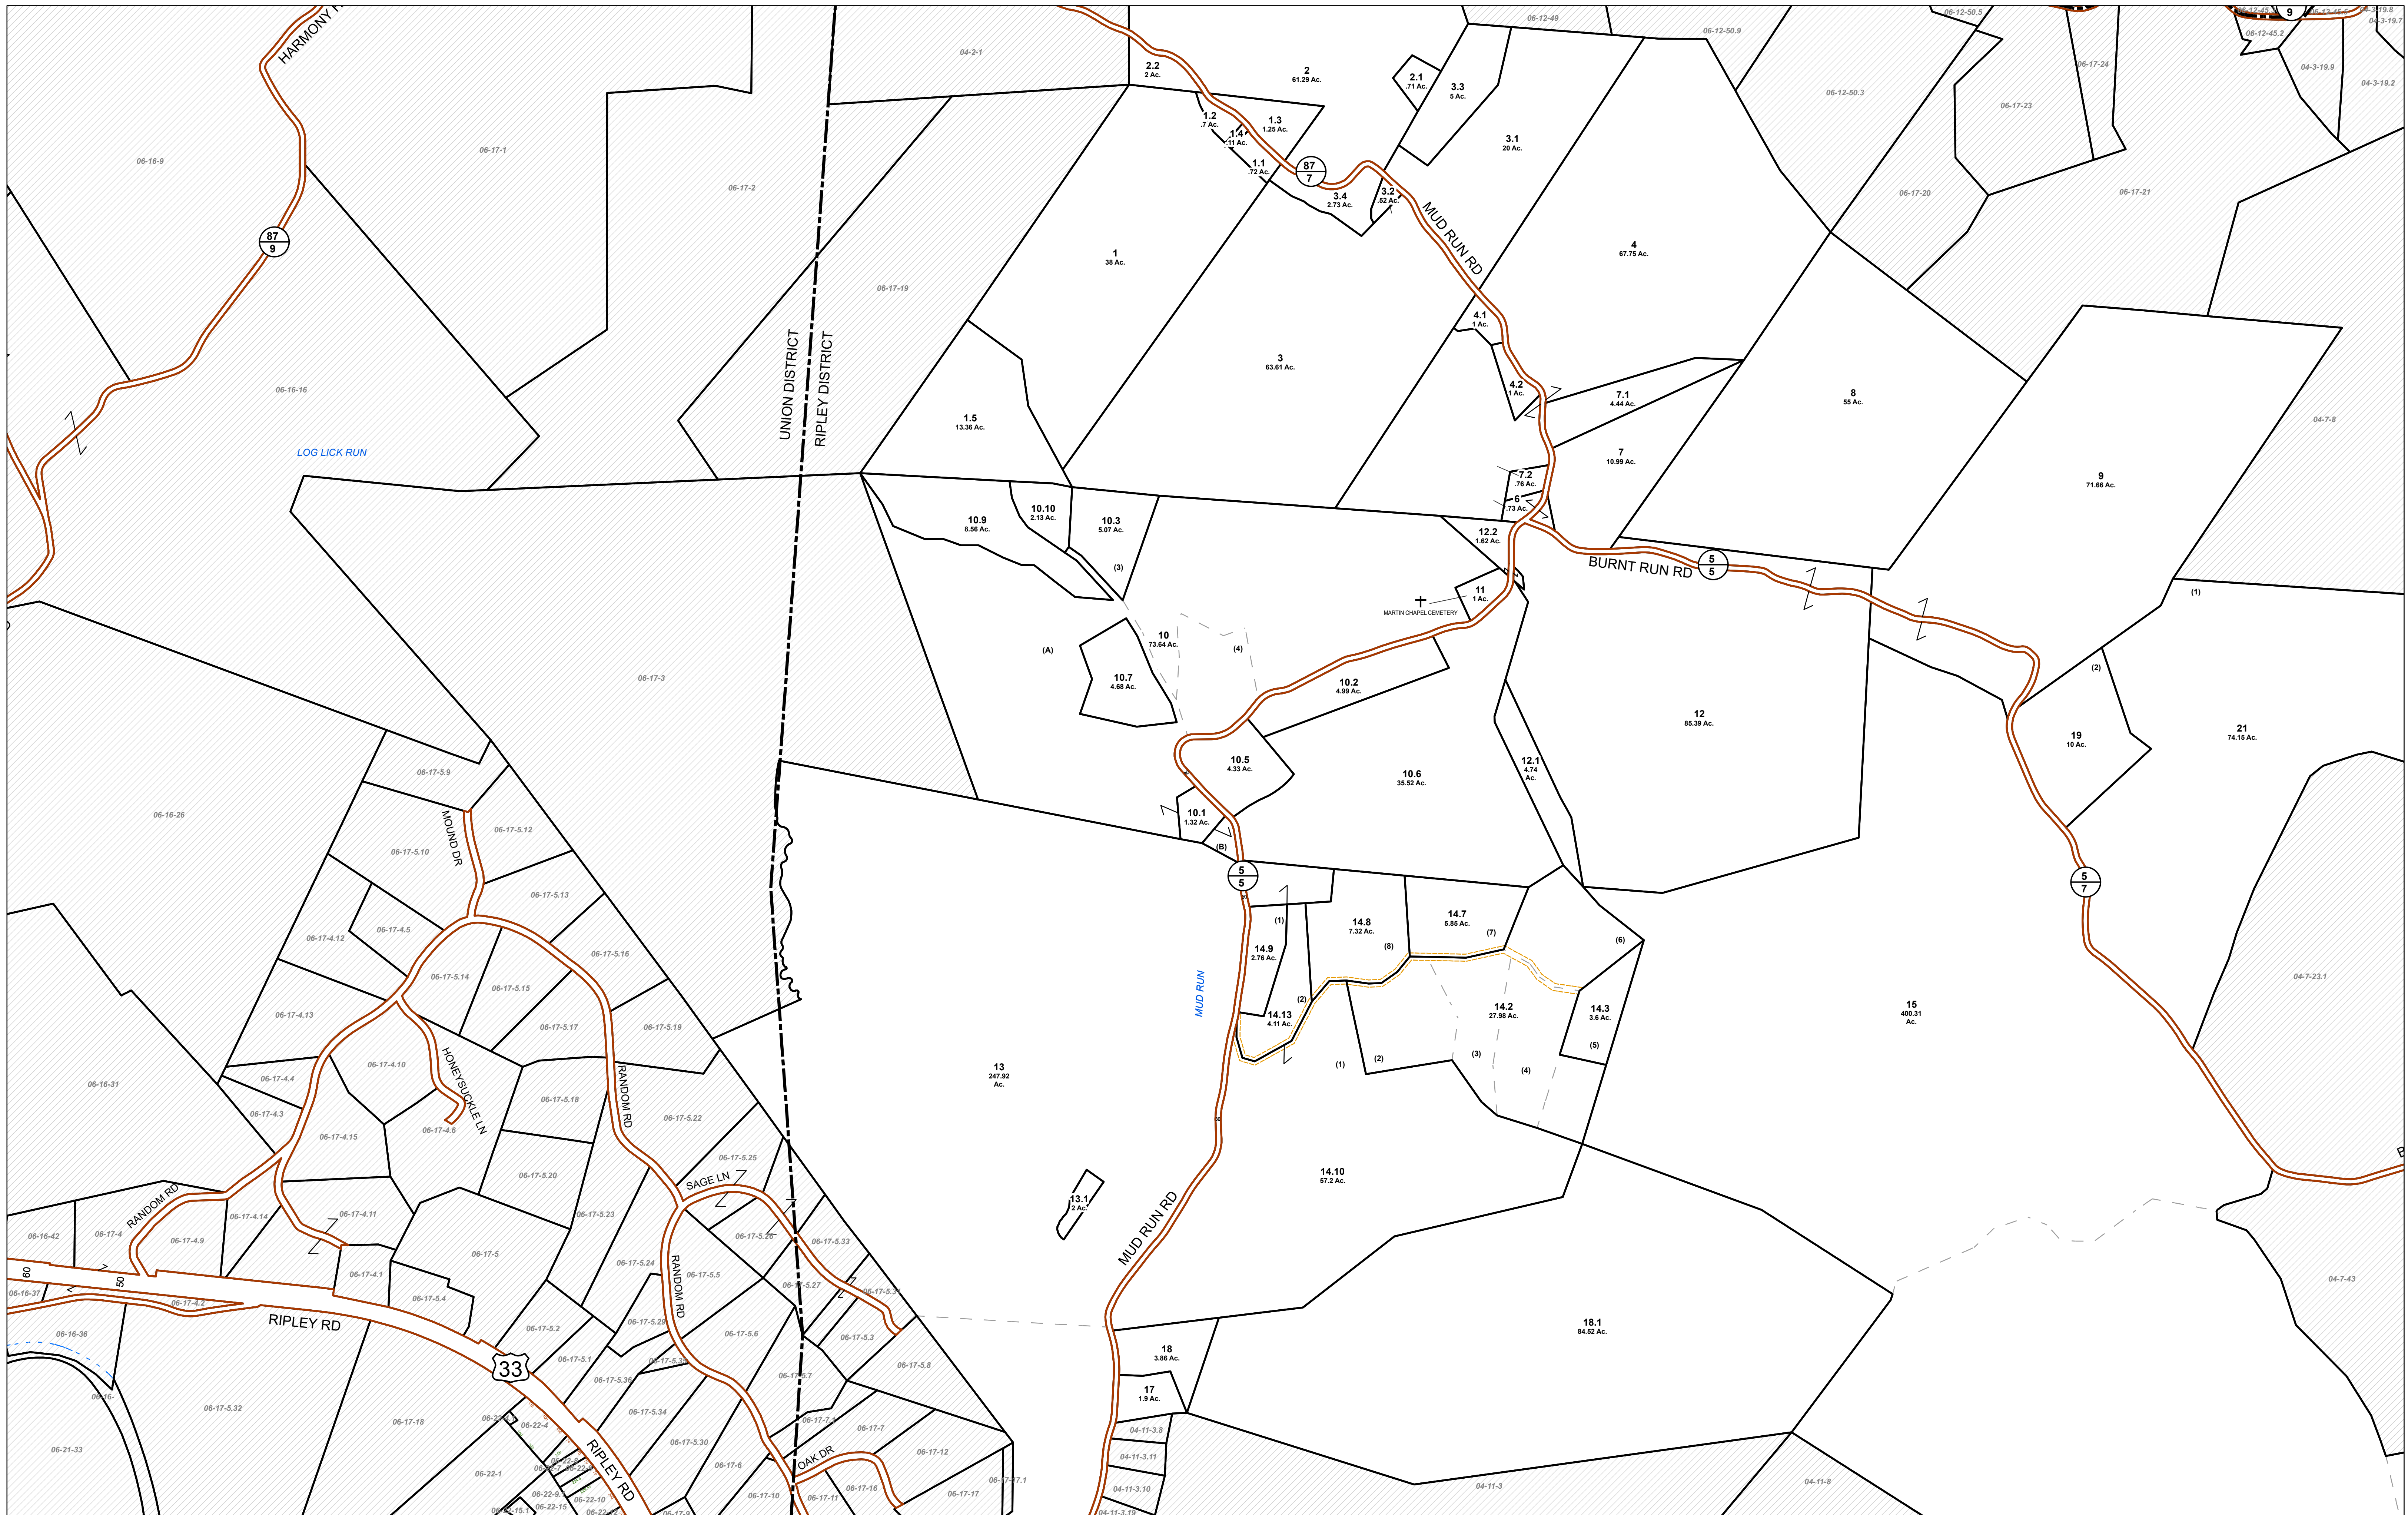 HARMONY R
06-12-49
06-12-50.9
06-12-50.5
06-12-45.2
04-3-19.8
04-3-19.7
9
04-2-1
2.2
2 Ac.
2
61.29 Ac.
2.1
.71 Ac.
3.3
5 Ac.
06-12-50.3
06-17-24
06-17-23
04-3-19.9
04-3-19.2
06-16-9
06-17-1
06-17-2
1.2
.7 Ac.
1.4
.11 Ac.
1.3
1.25 Ac.
1.1
.72 Ac.
87
7
3.1
20 Ac.
3.4
2.73 Ac.
3.2
.52 Ac.
06-17-20
06-17-21
87
9
MUD RUN RD
1
38 Ac.
4
67.75 Ac.
06-17-19
UNION DISTRICT
RIPLEY DISTRICT
4.1
1 Ac.
3
63.61 Ac.
06-16-16
4.2
1 Ac.
7.1
4.44 Ac.
8
55 Ac.
1.5
13.36 Ac.
04-7-8
LOG LICK RUN
7
10.99 Ac.
7.2
.76 Ac.
6
.73 Ac.
9
71.66 Ac.
10.9
8.56 Ac.
10.10
2.13 Ac.
10.3
5.07 Ac.
(3)
12.2
1.62 Ac.
BURNT RUN RD
5
5
11
1 Ac.
MARTIN CHAPEL CEMETERY
(1)
10
73.64 Ac.
(A)
(4)
06-17-3
10.7
4.68 Ac.
10.2
4.99 Ac.
(2)
12
85.39 Ac.
19
10 Ac.
21
74.15 Ac.
10.5
4.33 Ac.
10.6
35.52 Ac.
12.1
4.74
Ac.
06-17-5.9
06-16-26
MOUND DR
06-17-5.12
06-17-5.10
10.1
1.32 Ac.
(B)
5
5
5
7
06-17-5.13
06-17-4.5
06-17-4.12
06-17-5.16
(1)
14.8
7.32 Ac.
14.7
5.85 Ac.
(7)
(8)
(6)
14.9
2.76 Ac.
06-17-5.14
06-17-5.15
04-7-23.1
MUD RUN
(2)
14.13
4.11 Ac.
14.2
27.98 Ac.
14.3
3.6 Ac.
(5)
15
400.31
Ac.
06-17-4.13
06-17-5.17
06-17-5.19
(1)
(2)
(3)
(4)
13
247.92
Ac.
06-16-31
06-17-4.4
06-17-4.10
HONEYSUCKLE LN
06-17-5.18
RANDOM RD
06-17-4.3
06-17-4.15
06-17-4.6
06-17-5.22
06-17-5.25
06-17-5.20
SAGE LN
14.10
57.2 Ac.
13.1
2 Ac.
RANDOM RD
06-17-4.14
06-17-4.11
06-17-5.23
MUD RUN RD
06-16-42
06-17-4
06-17-4.9
06-17-5
06-17-5.26
06-17-5.33
60
50
06-17-4.1
06-17-5.24
RANDOM RD
06-17-5.5
06-17-5.27
06-16-37
06-17-4.2
06-17-5.4
RIPLEY RD
06-17-5.2
06-17-5.29
06-17-5.6
06-17-5.3
18.1
84.52 Ac.
04-7-43
06-16-36
33
06-17-5.1
06-17-5.35
06-17-5.7
06-17-5.8
18
3.86 Ac.
06-17-5.36
17
1.9 Ac.
06-17-5.32
06-17-18
06-22-4
06-17-5.34
06-17-7
04-11-3.8
06-21-33
RIPLEY RD
06-17-5.30
06-17-6
OAK DR
06-17-12
04-11-3.11
06-22-1
06-22-10
06-22-15
06-22-15.1
06-17-9
06-17-10
06-17-11
06-17-16
06-17-17
04-11-3.10
04-11-3
04-11-8
04-11-3.19